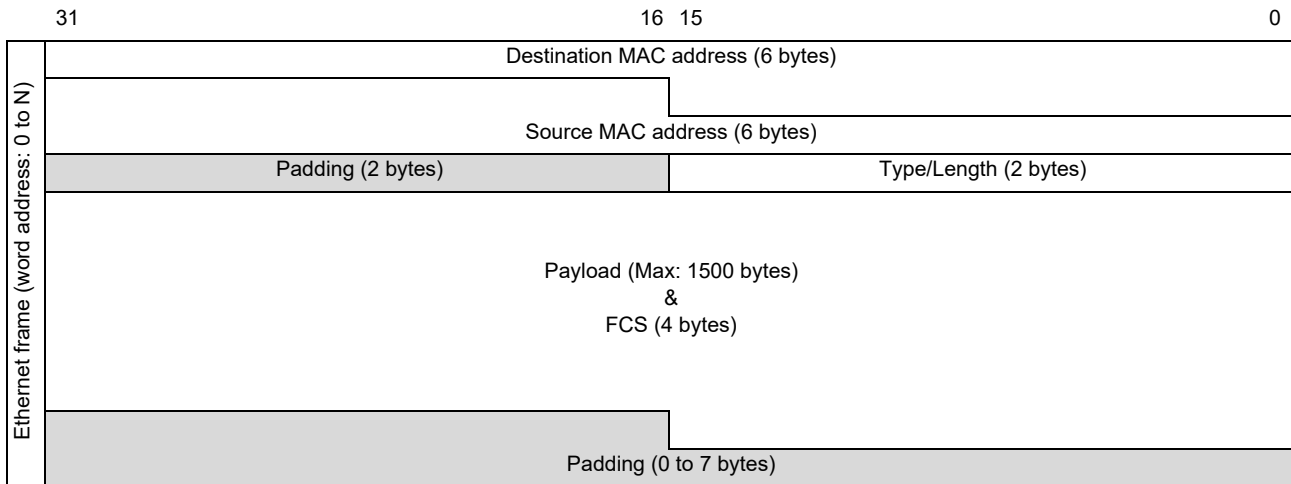 31 16 15 0
Ethernet frame (word address: 0 to N)
Destination MAC address (6 bytes)
Source MAC address (6 bytes)
Padding (2 bytes) Type/Length (2 bytes)
Payload (Max: 1500 bytes)
&
FCS (4 bytes)
Padding (0 to 7 bytes)